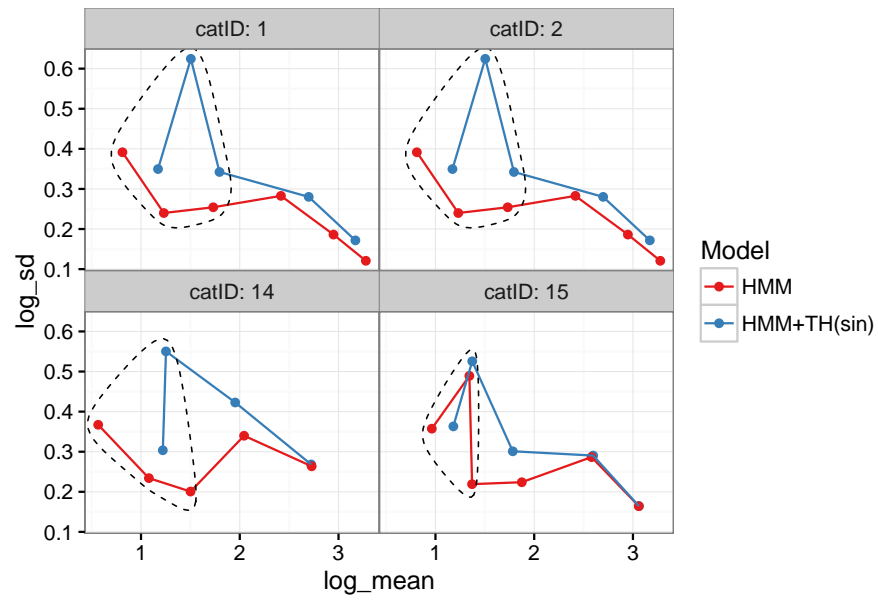 catID: 1
catID: 2
0.6
0.5
0.4
0.3
0.2
0.1
catID: 14
catID: 15
0.6
0.5
0.4
0.3
0.2
0.1
1
2
3
1
2
3
log_mean
log_sd
Model
HMM
HMM+TH(sin)